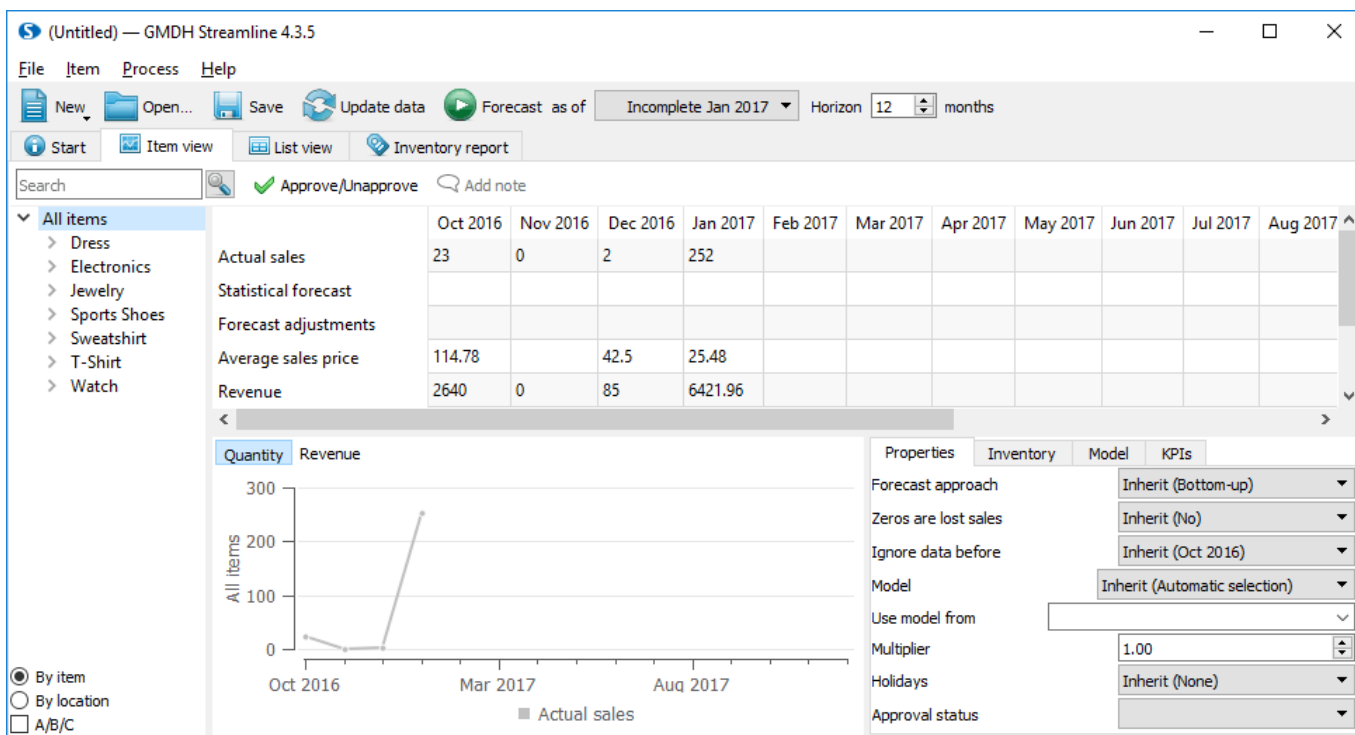 (Untitled) — GMDH Streamline 4.3.5
File Item Process Help
New Open... Save Update data Forecast as of Incomplete Jan 2017 Horizon 12 months
Start Item view List view Inventory report
Search Approve/Unapprove Add note
All items
Dress
Electronics
Jewelry
Sports Shoes
Sweatshirt
T-Shirt
Watch
Oct 2016 Nov 2016 Dec 2016 Jan 2017 Feb 2017 Mar 2017 Apr 2017 May 2017 Jun 2017 Jul 2017 Aug 2017
Actual sales 23 0 2 252
Statistical forecast
Forecast adjustments
Average sales price 114.78 42.5 25.48
Revenue 2640 0 85 6421.96
Quantity Revenue
300
200
100
0
All items
Oct 2016 Mar 2017 Aug 2017
Actual sales
Properties Inventory Model KPIs
Forecast approach Inherit (Bottom-up)
Zeros are lost sales Inherit (No)
Ignore data before Inherit (Oct 2016)
Model Inherit (Automatic selection)
Use model from
Multiplier 1.00
Holidays Inherit (None)
Approval status
By item
By location
A/B/C